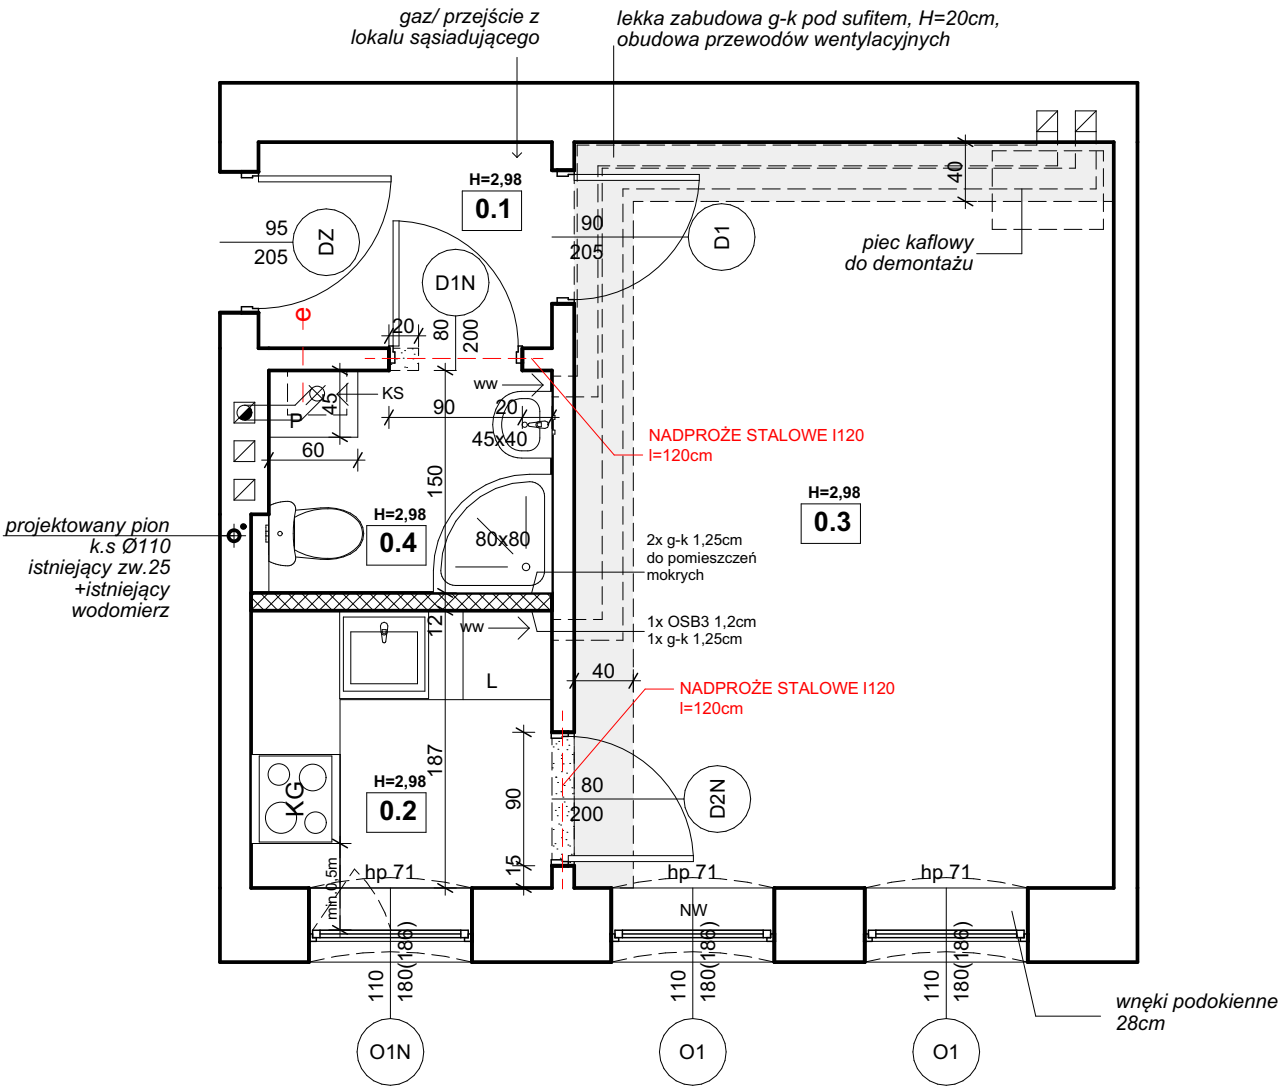 gaz/ przejście z
lokalu sąsiadującego
lekka zabudowa g-k pod sufitem, H=20cm,
obudowa przewodów wentylacyjnych
H=2,98
0.1
40
95
205
DZ
90
205
D1
piec kaflowy
do demontażu
D1N
e
20
80
200
ww
KS
45
P
90
20
45x40
60
NADPROŻE STALOWE I120
l=120cm
150
H=2,98
0.3
H=2,98
0.4
80x80
projektowany pion
k.s Ø110
istniejący zw.25
+istniejący
wodomierz
2x g-k 1,25cm
do pomieszczeń
mokrych
12
ww
1x OSB3 1,2cm
1x g-k 1,25cm
L
40
NADPROŻE STALOWE I120
l=120cm
187
KG
H=2,98
0.2
90
80
200
D2N
15
min.0,5m
hp 71
hp 71
hp 71
NW
110
180(186)
110
180(186)
110
180(186)
wnęki podokienne
28cm
O1N
O1
O1